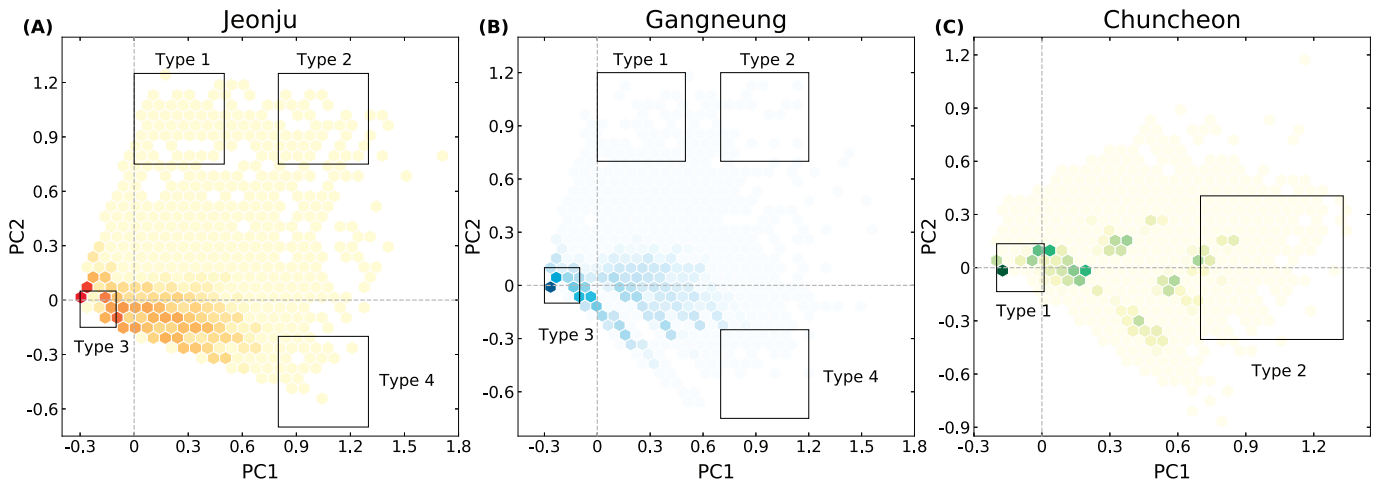 (A) Jeonju
Type 1 Type 2
Type 3
Type 4
1.2
0.9
0.6
0.3
0
-0.3
-0.6
PC2
-0.3 0 0.3 0.6 0.9 1.2 1.5 1.8
PC1
(B) Gangneung
Type 1 Type 2
Type 3
Type 4
1.2
0.9
0.6
0.3
0
-0.3
-0.6
PC2
-0.3 0 0.3 0.6 0.9 1.2 1.5 1.8
PC1
(C) Chuncheon
Type 1
Type 2
1.2
0.9
0.6
0.3
0
-0.3
-0.6
-0.9
PC2
-0.3 0 0.3 0.6 0.9 1.2
PC1